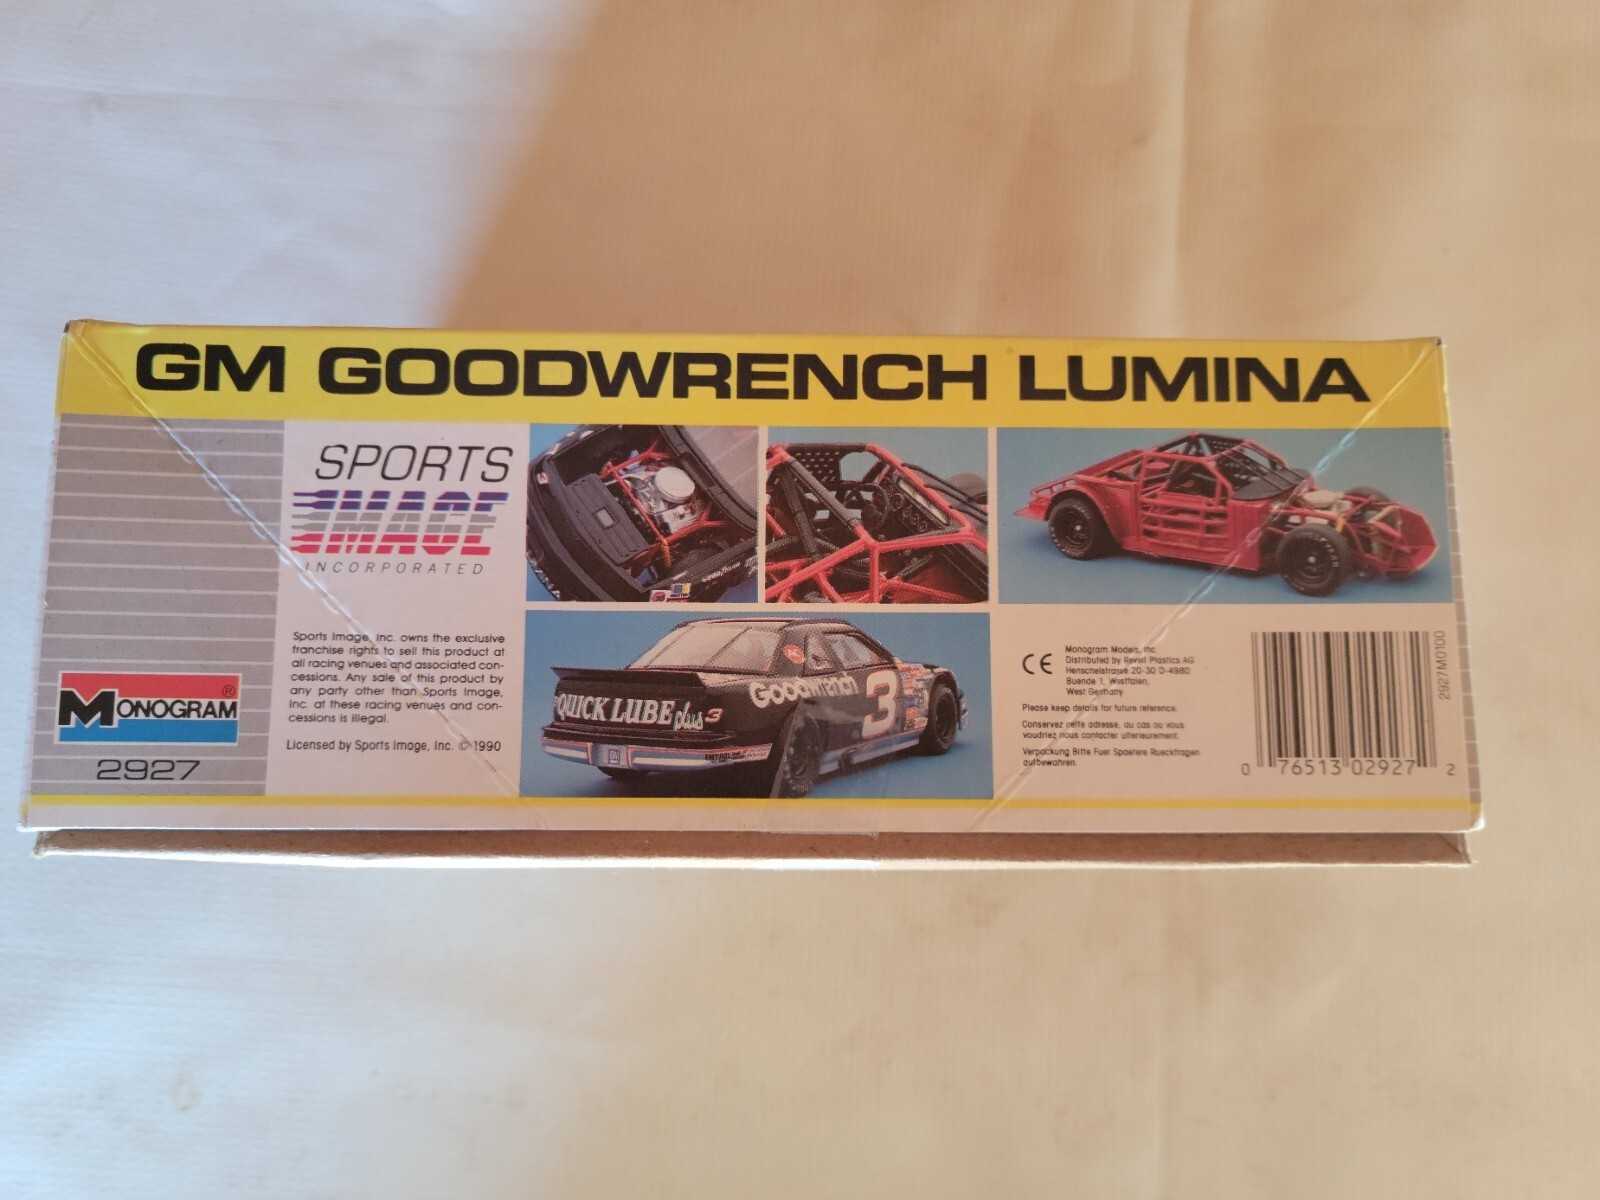 GM GOODWRENCH LUMINA
SPORTS
IMAGE
INCORPORATED
Sports Image, Inc. owns the exclusive
franchise rights to sell this product at
all racing venues and associated con-
cessions. Any sale of this product by
any party other than Sports Image,
Inc. at these racing venues and con-
cessions is illegal.
Licensed by Sports Image, Inc. © 1990
MONOGRAM®
2927
QUICK LUBE plus 3
Goodwrench
3
AC
GM
CE
Monogram Models, Inc.
Distributed by Revell Plastics AG
Henschelstraße 20-30 D-4980
Buende 1, Westfalen,
West Germany
Please keep details for future reference.
Conservez cette adresse, au cas ou vous
voudriez nous contacter ulterieurement.
Verpackung Bitte Fuer Spaetere Rueckfragen
aufbewahren.
2927M0100
0 76513 02927 2